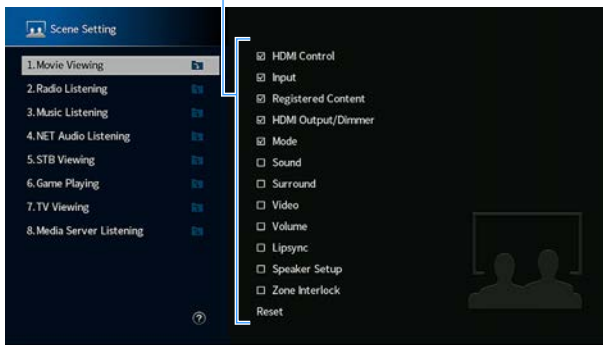 Scene Setting
1.Movie Viewing
2.Radio Listening
3.Music Listening
4.NET Audio Listening
5.STB Viewing
6.Game Playing
7.TV Viewing
8.Media Server Listening
?
HDMI Control
Input
Registered Content
HDMI Output/Dimmer
Mode
Sound
Surround
Video
Volume
Lipsync
Speaker Setup
Zone Interlock
Reset